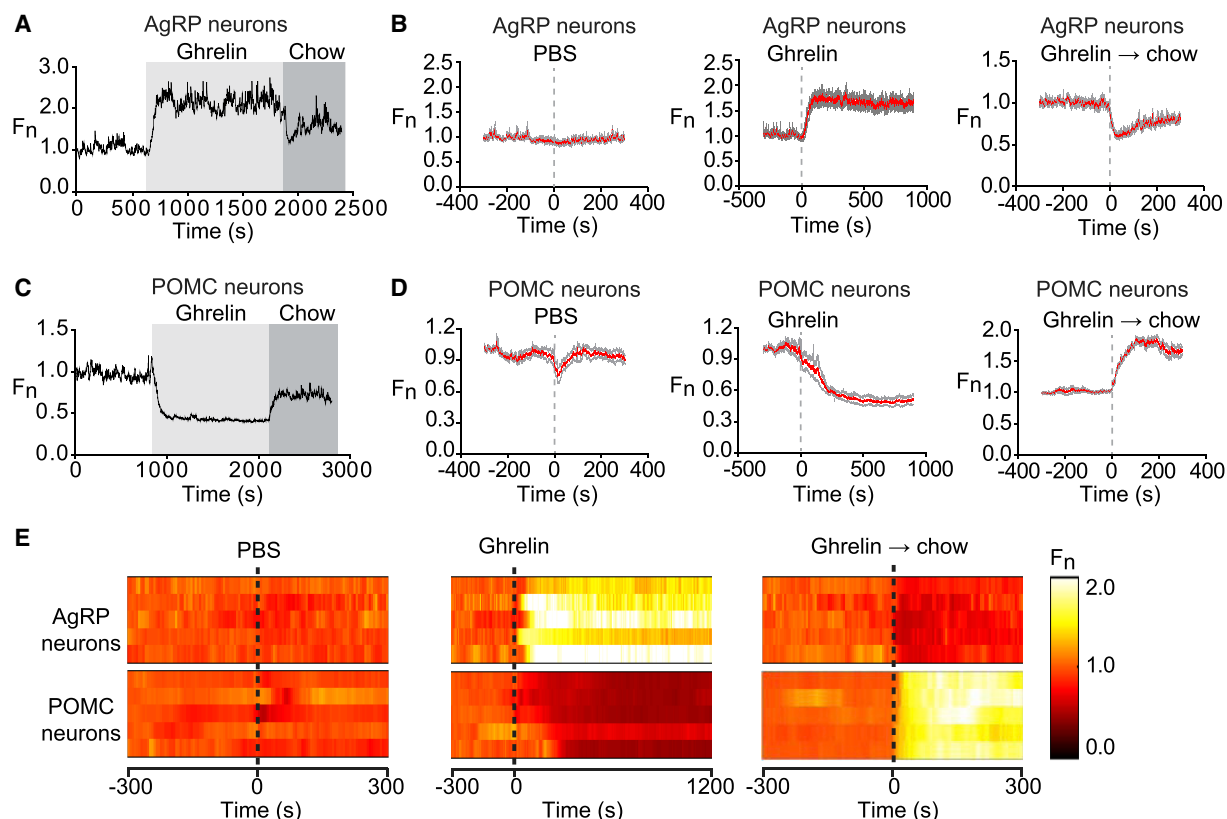 A
AgRP neurons
Ghrelin
Chow
3.0
2.0
1.0
0.0
Fn
0
500
1000
1500
2000
2500
Time (s)
B
AgRP neurons
PBS
2.5
2.0
1.5
1.0
0.5
0.0
Fn
-400
-200
0
200
400
Time (s)
AgRP neurons
Ghrelin
2.5
2.0
1.5
1.0
0.5
0.0
Fn
-500
0
500
1000
Time (s)
AgRP neurons
Ghrelin → chow
1.5
1.0
0.5
0.0
Fn
-400
-200
0
200
400
Time (s)
C
POMC neurons
Ghrelin
Chow
1.5
1.0
0.5
0.0
Fn
0
1000
2000
3000
Time (s)
D
POMC neurons
PBS
1.2
0.9
0.6
0.3
0.0
Fn
-400
-200
0
200
400
Time (s)
POMC neurons
Ghrelin
1.2
0.9
0.6
0.3
0.0
Fn
-500
0
500
1000
Time (s)
POMC neurons
Ghrelin → chow
2.0
1.5
1.0
0.5
0.0
Fn
-400
-200
0
200
400
Time (s)
E
PBS
Ghrelin
Ghrelin → chow
Fn
AgRP
neurons
POMC
neurons
2.0
1.0
0.0
-300
0
300
Time (s)
-300
0
1200
Time (s)
-300
0
300
Time (s)